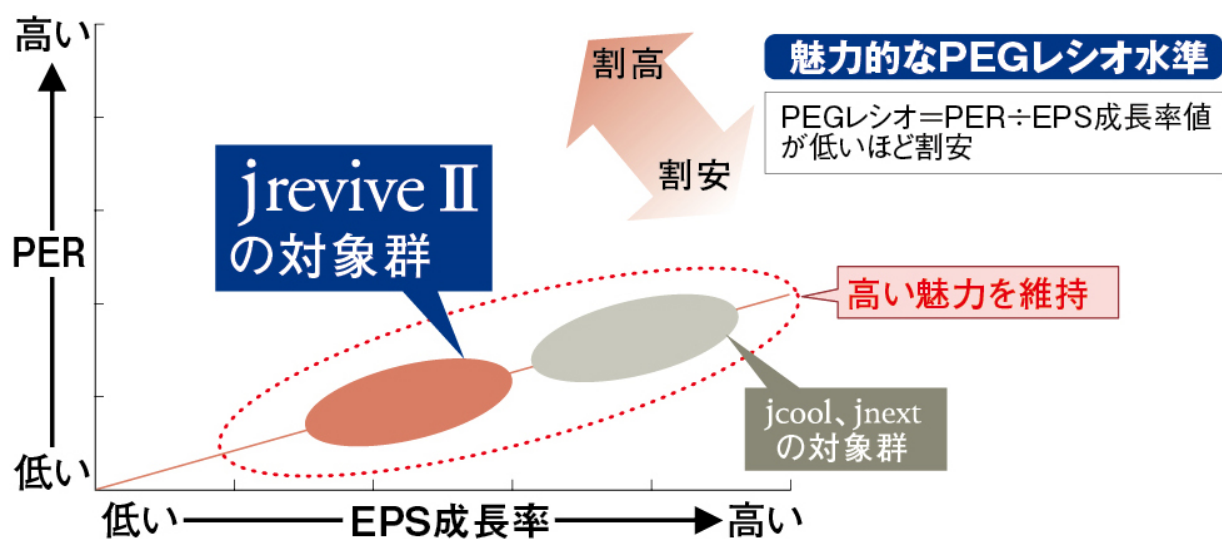 高い
割高
魅力的なPEGレシオ水準
PEGレシオ＝PER÷EPS成長率値
が低いほど割安
割安
jrevive II
の対象群
PER
高い魅力を維持
jcool、jnext
の対象群
低い
低い
EPS成長率
高い